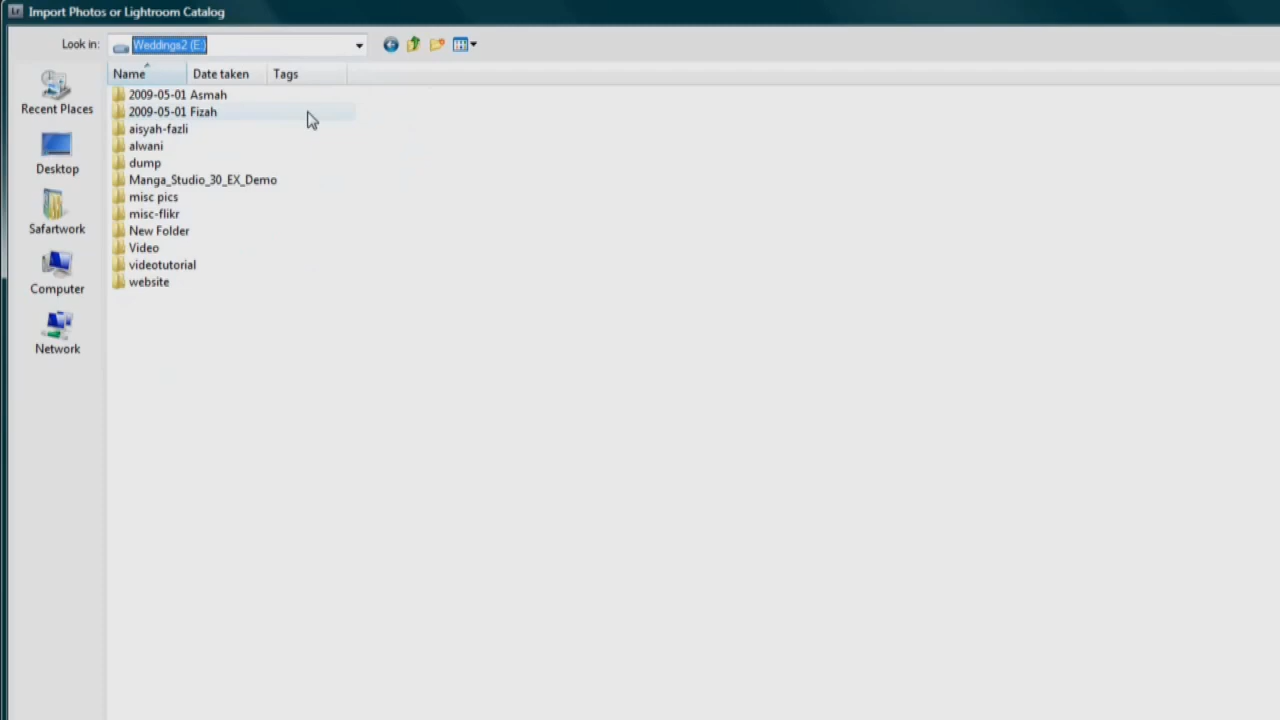 Lr Import Photos or Lightroom Catalog
Look in: Weddings2 (E:)
Name Date taken Tags
Recent Places
Desktop
Safartwork
Computer
Network
2009-05-01 Asmah
2009-05-01 Fizah
aisyah-fazli
alwani
dump
Manga_Studio_30_EX_Demo
misc pics
misc-flikr
New Folder
Video
videotutorial
website